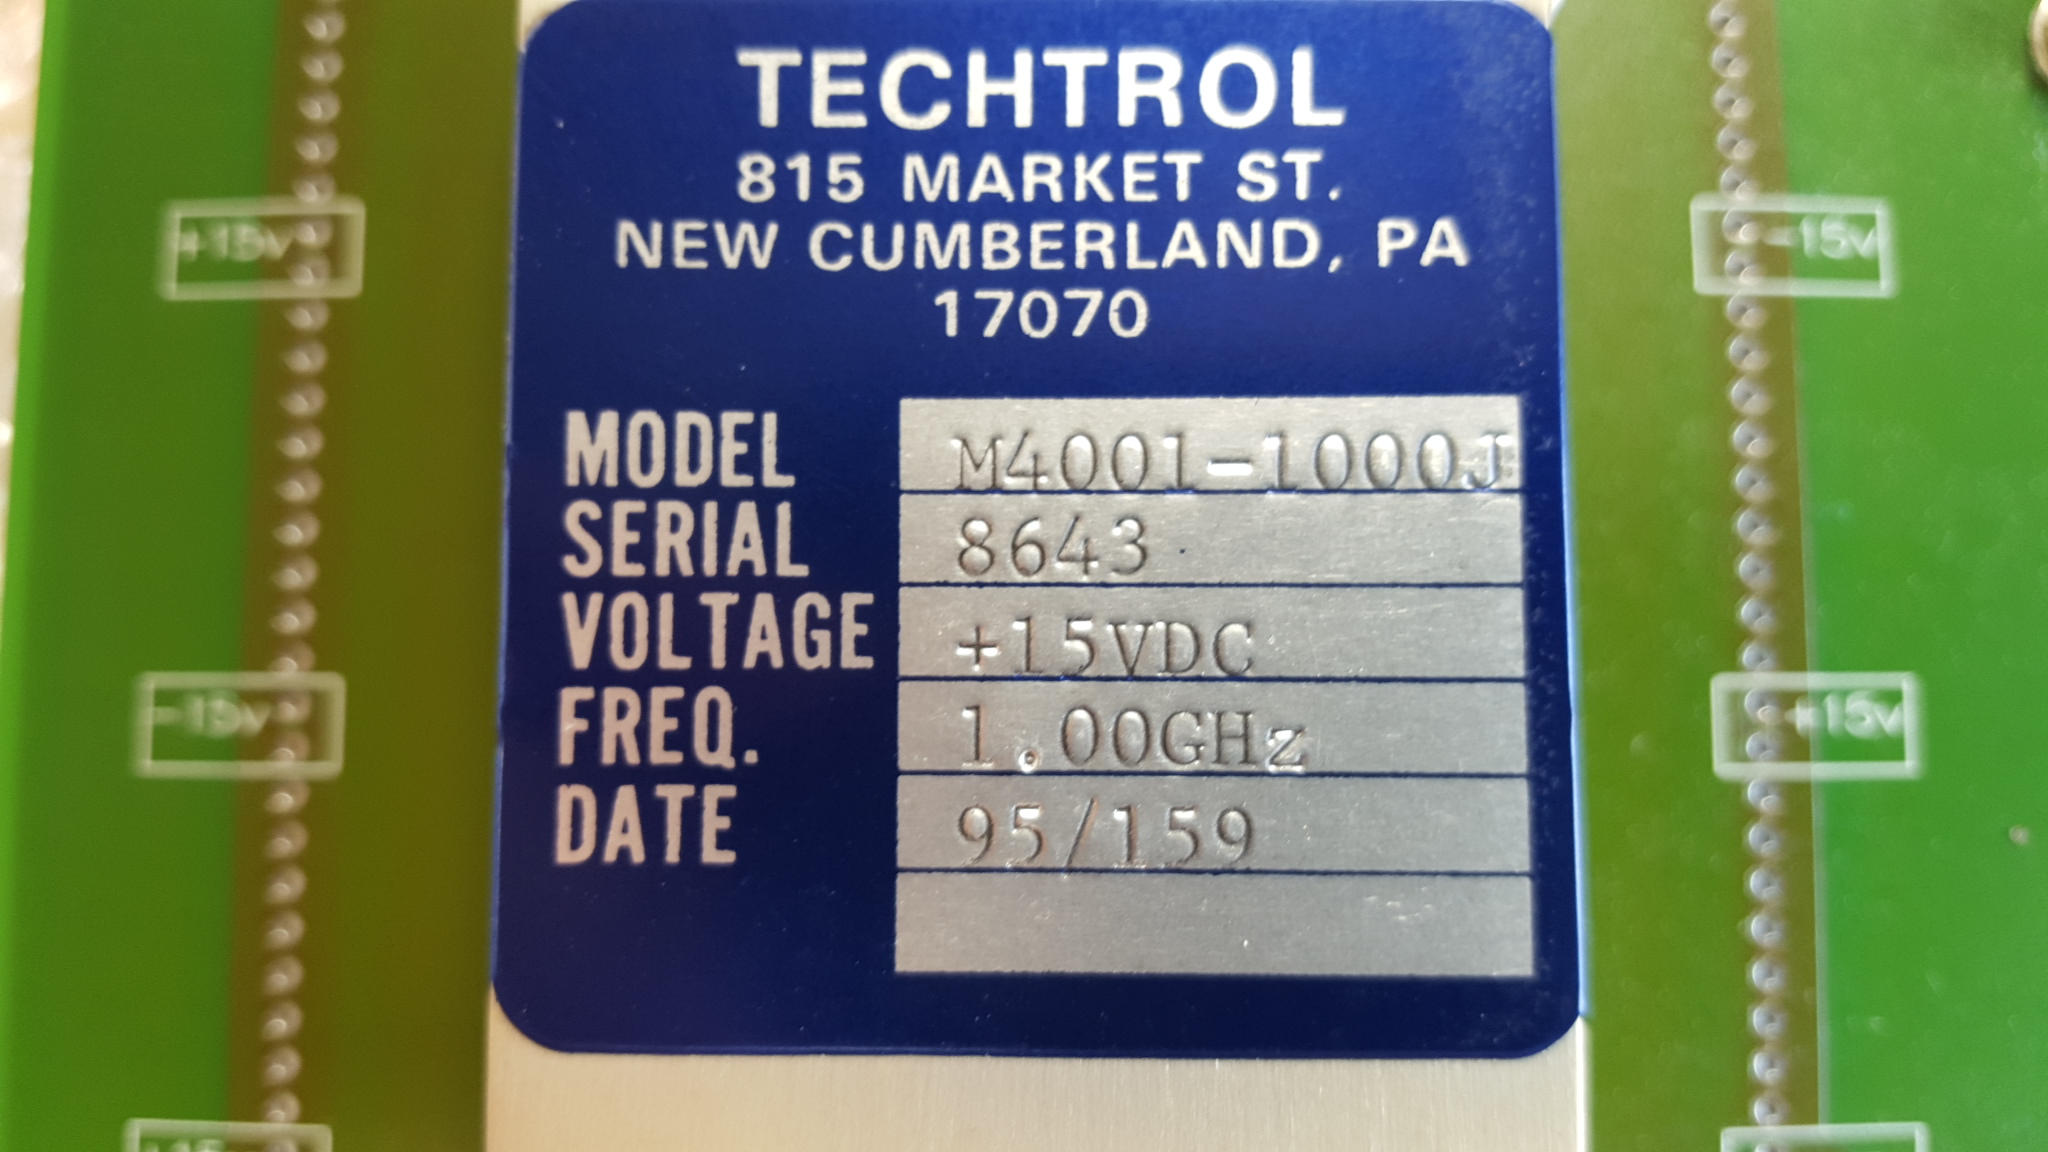 TECHTROL
815 MARKET ST.
NEW CUMBERLAND, PA
17070
MODEL M4001-1000J
SERIAL 8643
VOLTAGE +15VDC
FREQ. 1.00GHz
DATE 95/159
+15v
-15v
-15v
+15v